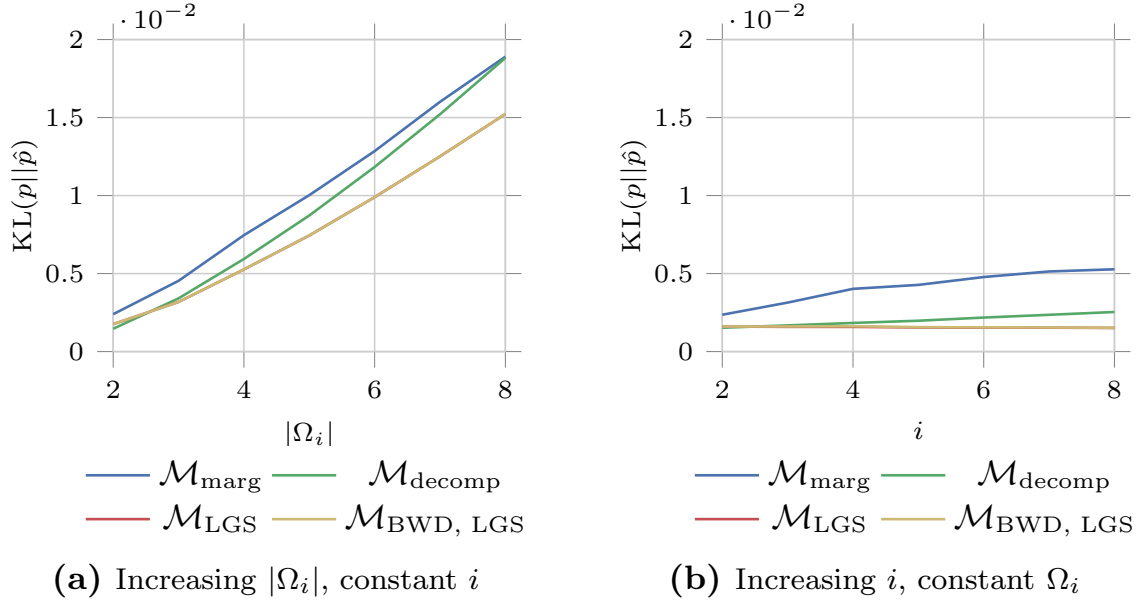 · 10⁻²
2
1.5
1
0.5
0
KL(p||p̂)
2 4 6 8
|Ωᵢ|
ℳmarg ℳdecomp
ℳLGS ℳBWD, LGS
(a) Increasing |Ωᵢ|, constant i
· 10⁻²
2
1.5
1
0.5
0
KL(p||p̂)
2 4 6 8
i
ℳmarg ℳdecomp
ℳLGS ℳBWD, LGS
(b) Increasing i, constant Ωᵢ